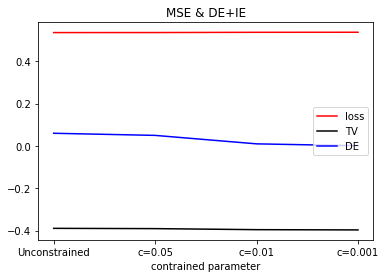 MSE & DE+IE
0.4
0.2
0.0
−0.2
−0.4
loss
TV
DE
Unconstrained c=0.05 c=0.01 c=0.001
contrained parameter